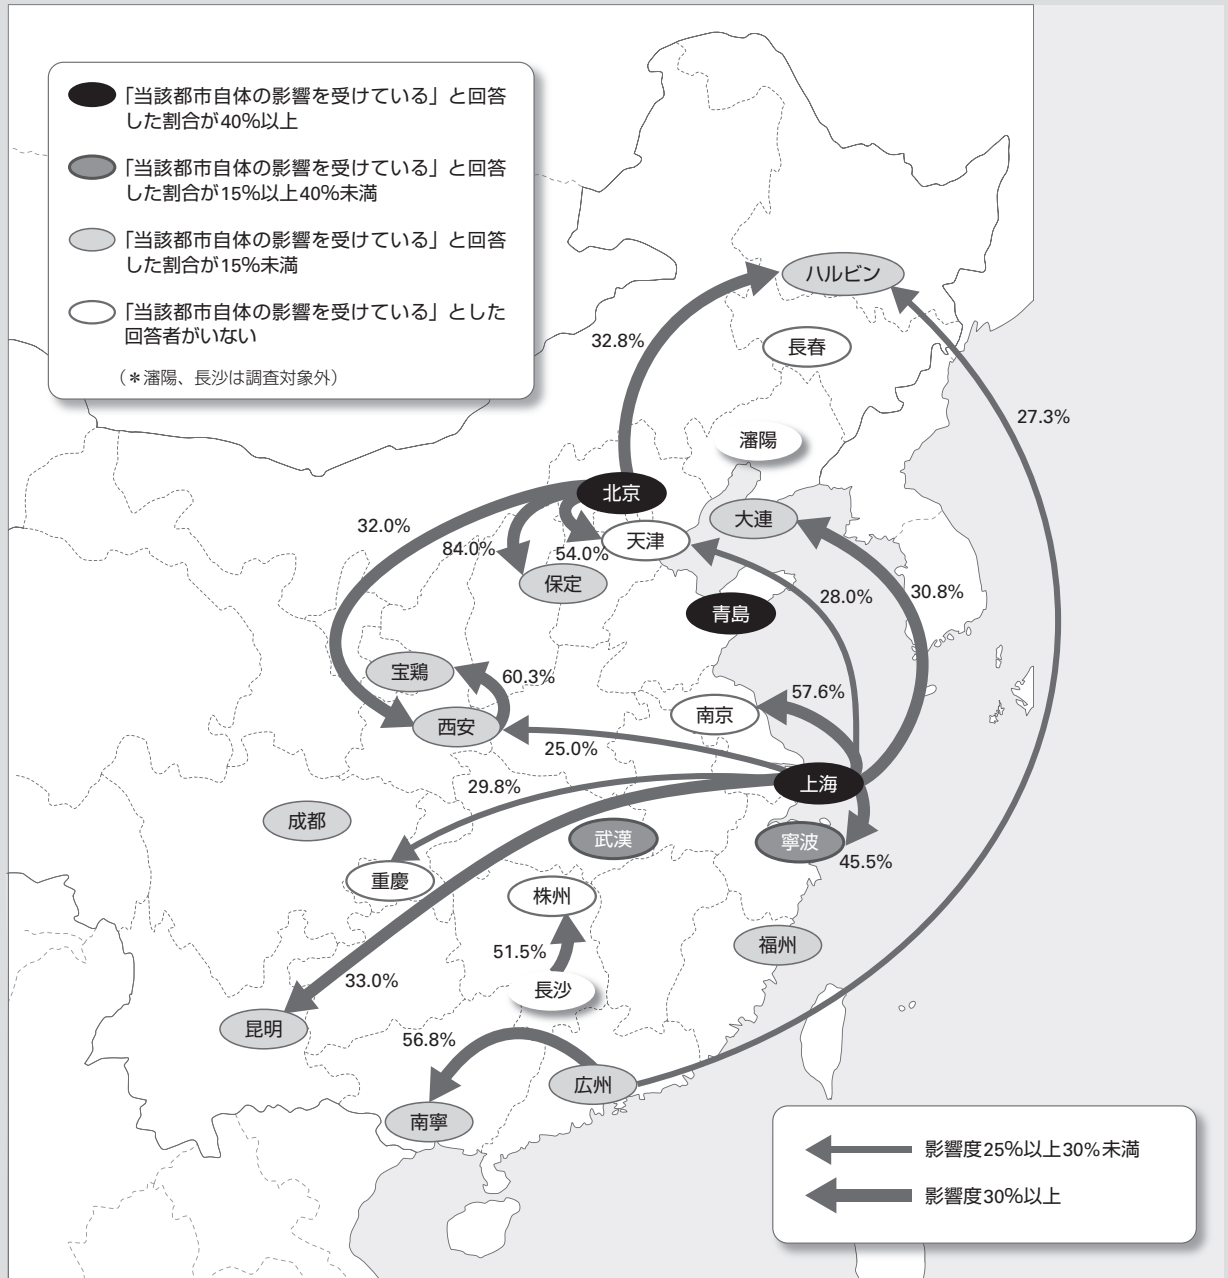 「当該都市自体の影響を受けている」と回答
した割合が40%以上
「当該都市自体の影響を受けている」と回答
した割合が15%以上40%未満
「当該都市自体の影響を受けている」と回答
した割合が15%未満
「当該都市自体の影響を受けている」とした
回答者がいない
（＊瀋陽、長沙は調査対象外）
ハルビン
32.8%
長春
27.3%
瀋陽
北京
大連
32.0%
84.0%
54.0%
天津
保定
28.0%
30.8%
青島
宝鶏
60.3%
57.6%
南京
西安
25.0%
29.8%
上海
成都
武漢
寧波
45.5%
重慶
株州
51.5%
福州
33.0%
長沙
昆明
56.8%
広州
南寧
影響度25%以上30%未満
影響度30%以上